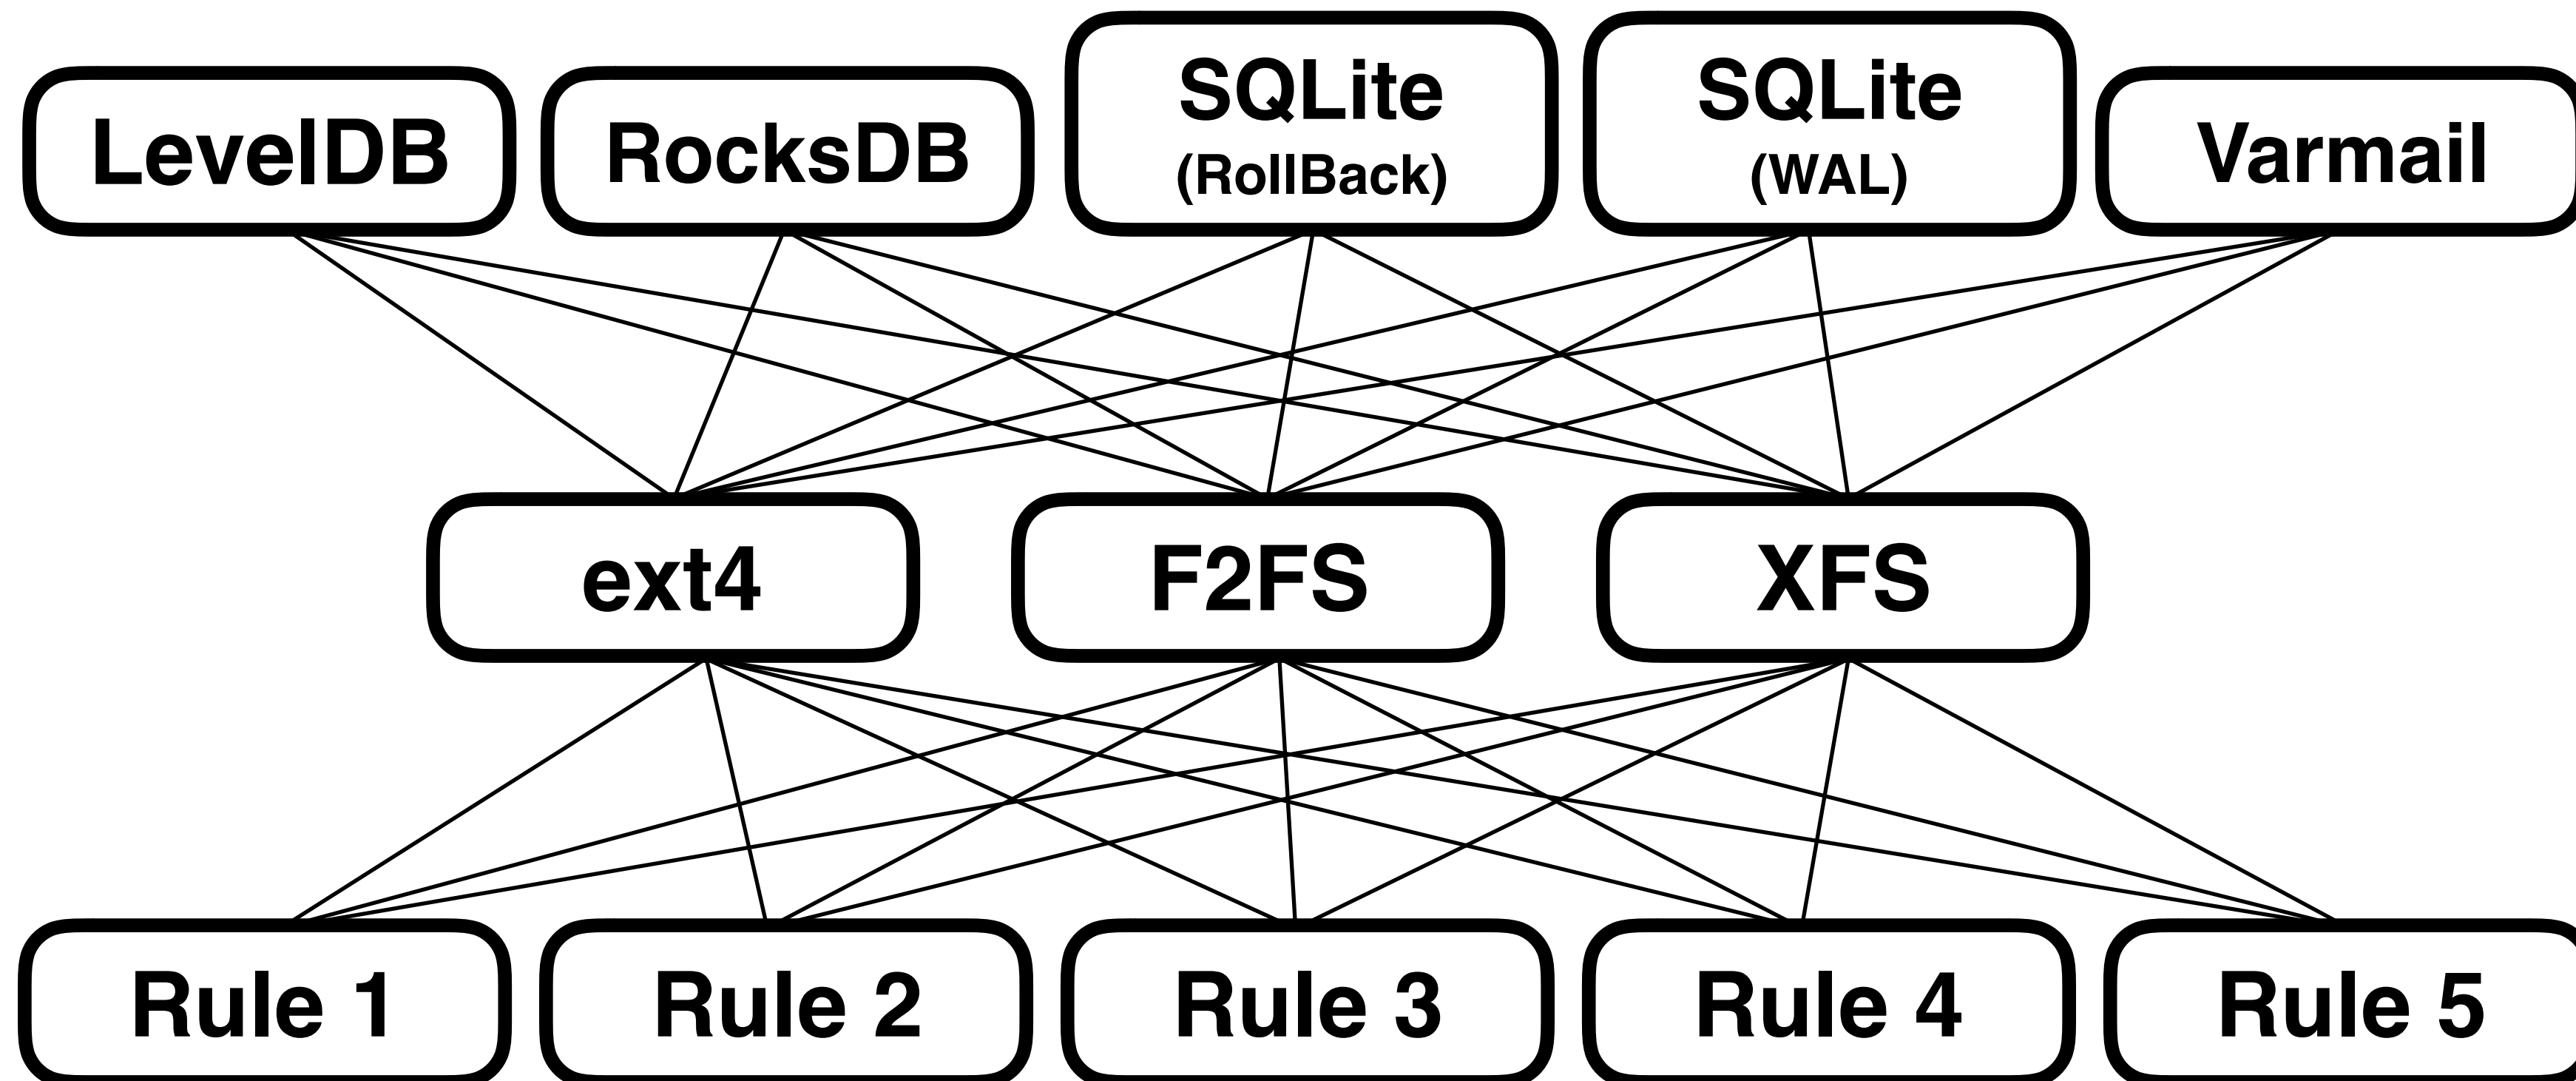 LevelDB
RocksDB
SQLite
(RollBack)
SQLite
(WAL)
Varmail
ext4
F2FS
XFS
Rule 1
Rule 2
Rule 3
Rule 4
Rule 5